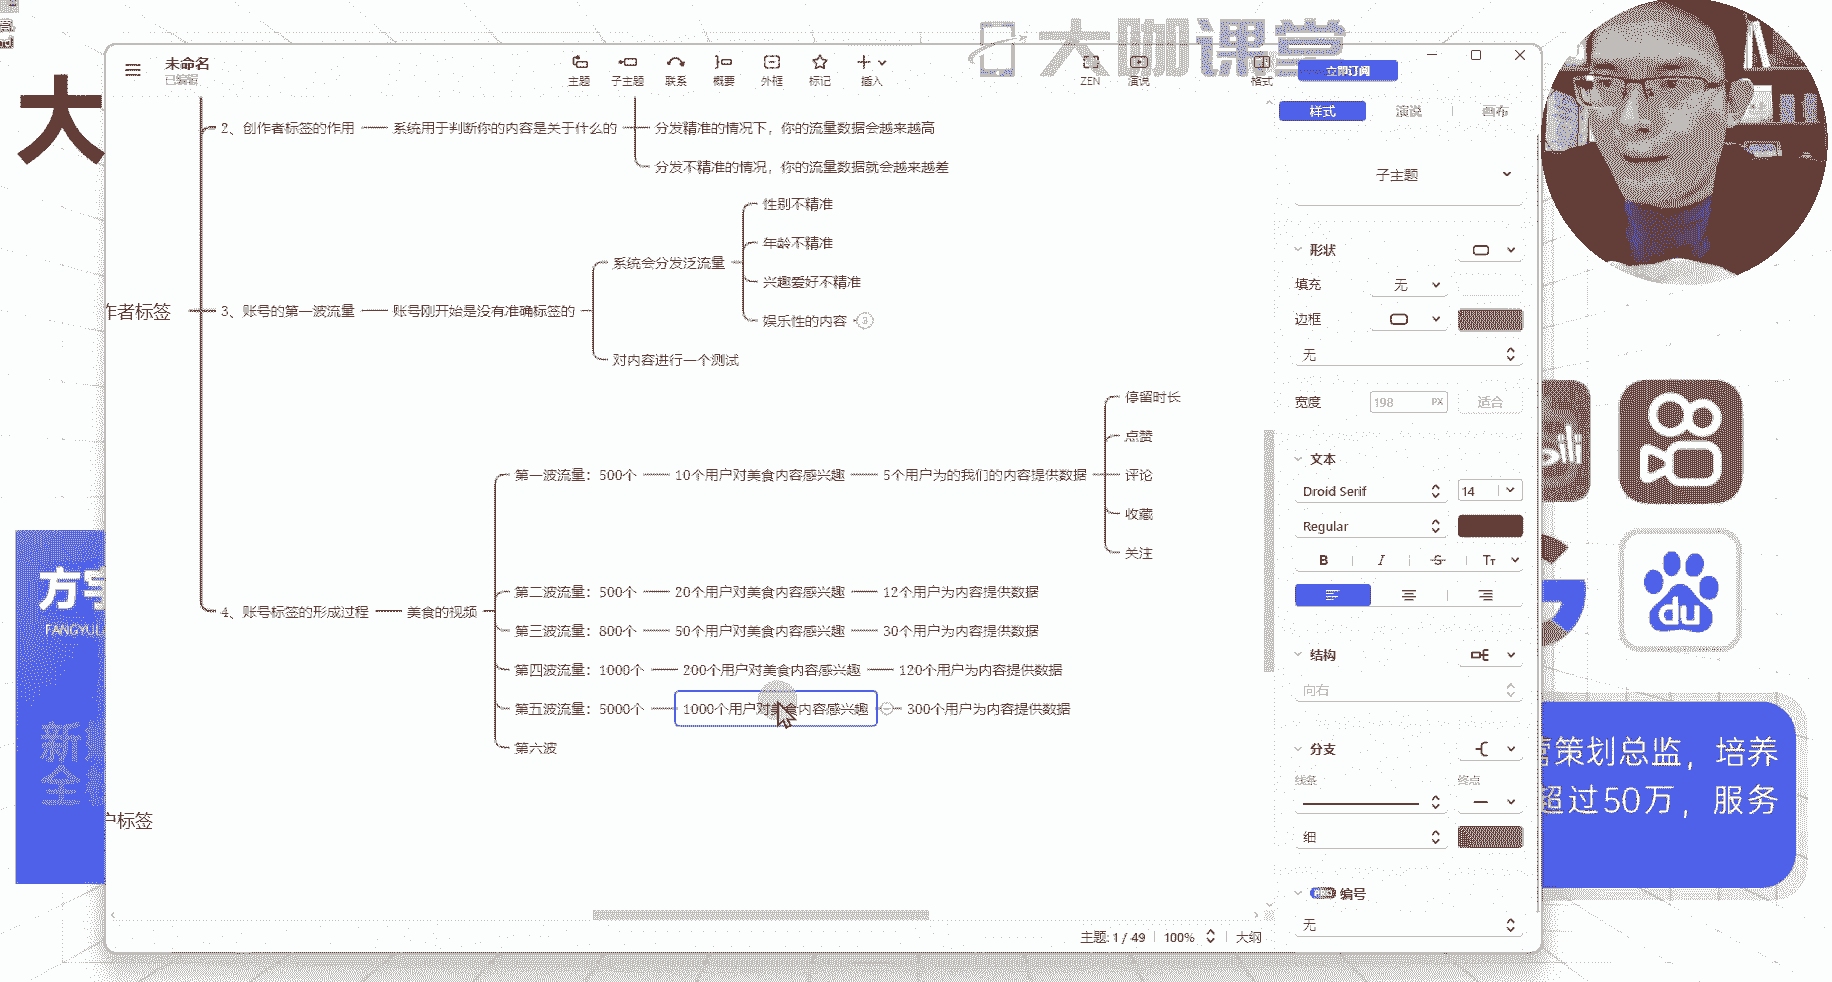 大咖课堂
大
未命名
已编辑
主题
子主题
联系
概要
外框
标记
插入
ZEN
演说
格式
立即订阅
2、创作者标签的作用
系统用于判断你的内容是关于什么的
分发精准的情况下，你的流量数据会越来越高
分发不精准的情况，你的流量数据就会越来越差
作者标签
3、账号的第一波流量
账号刚开始是没有准确标签的
系统会分发泛流量
性别不精准
年龄不精准
兴趣爱好不精准
娱乐性的内容
3
对内容进行一个测试
4、账号标签的形成过程
美食的视频
第一波流量：500个
10个用户对美食内容感兴趣
5个用户为的我们的内容提供数据
停留时长
点赞
评论
收藏
关注
第二波流量：500个
20个用户对美食内容感兴趣
12个用户为内容提供数据
第三波流量：800个
50个用户对美食内容感兴趣
30个用户为内容提供数据
第四波流量：1000个
200个用户对美食内容感兴趣
120个用户为内容提供数据
第五波流量：5000个
1000个用户对美食内容感兴趣
300个用户为内容提供数据
第六波
户标签
样式
演说
画布
子主题
形状
填充
无
边框
无
宽度
198
PX
适合
文本
Droid Serif
14
Regular
B
I
S
Tт
结构
向右
分支
线条
终点
细
PRO
编号
无
主题: 1 / 49
100%
大纲
方宇
FANGYU
新
全
du
营策划总监，培养
超过50万，服务